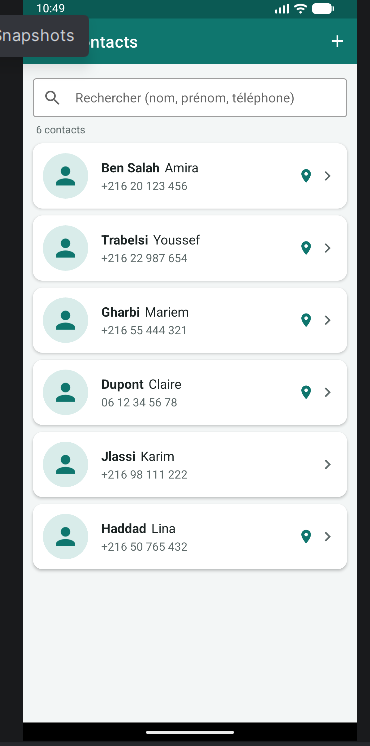 10:49
Snapshots
ntacts
Rechercher (nom, prénom, téléphone)
6 contacts
Ben Salah Amira
+216 20 123 456
Trabelsi Youssef
+216 22 987 654
Gharbi Mariem
+216 55 444 321
Dupont Claire
06 12 34 56 78
Jlassi Karim
+216 98 111 222
Haddad Lina
+216 50 765 432